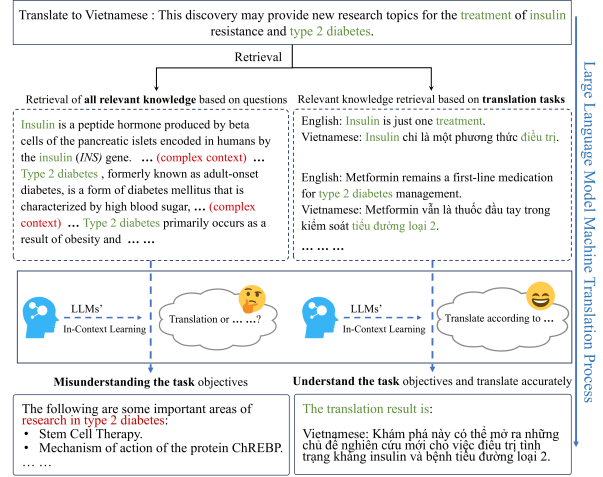 Translate to Vietnamese : This discovery may provide new research topics for the treatment of insulin
resistance and type 2 diabetes.
Retrieval
Retrieval of all relevant knowledge based on questions
Insulin is a peptide hormone produced by beta
cells of the pancreatic islets encoded in humans by
the insulin (INS) gene. … (complex context) …
Type 2 diabetes , formerly known as adult-onset
diabetes, is a form of diabetes mellitus that is
characterized by high blood sugar, … (complex
context) … Type 2 diabetes primarily occurs as a
result of obesity and … …
Relevant knowledge retrieval based on translation tasks
English: Insulin is just one treatment.
Vietnamese: Insulin chỉ là một phương thức điều trị.
English: Metformin remains a first-line medication
for type 2 diabetes management.
Vietnamese: Metformin vẫn là thuốc đầu tay trong
kiểm soát tiểu đường loại 2.
… … …
LLMs’
In-Context Learning
Translation or … …?
LLMs’
In-Context Learning
Translate according to …
Misunderstanding the task objectives
The following are some important areas of
research in type 2 diabetes:
• Stem Cell Therapy.
• Mechanism of action of the protein ChREBP.
… …
Understand the task objectives and translate accurately
The translation result is:
Vietnamese: Khám phá này có thể mở ra những
chủ đề nghiên cứu mới cho việc điều trị tình
trạng kháng insulin và bệnh tiểu đường loại 2.
Large Language Model Machine Translation Process